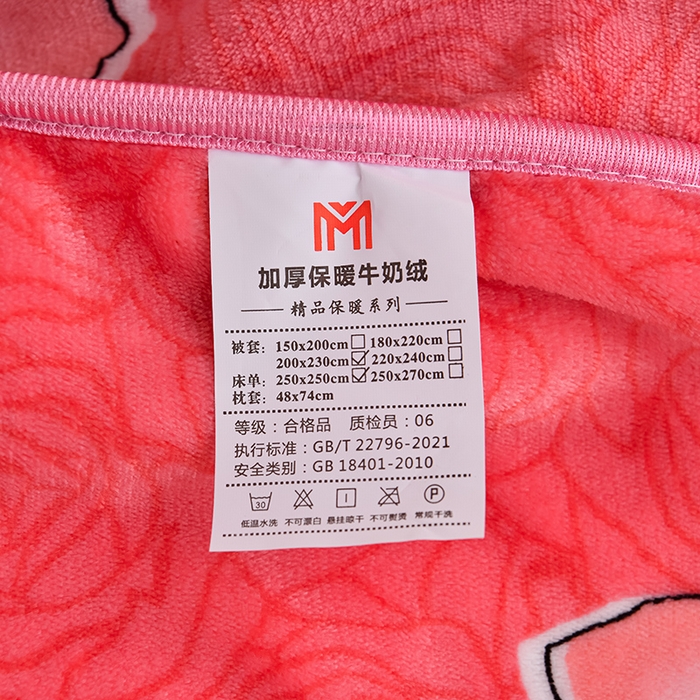 加厚保暖牛奶绒
精品保暖系列
被套：150x200cm□ 180x220cm□
200x230cm☑ 220x240cm□
床单：250x250cm☑ 250x270cm□
枕套：48x74cm
等级：合格品 质检员：06
执行标准：GB/T 22796-2021
安全类别：GB 18401-2010
30 P
低温水洗 不可漂白 悬挂晾干 不可熨烫 常规干洗